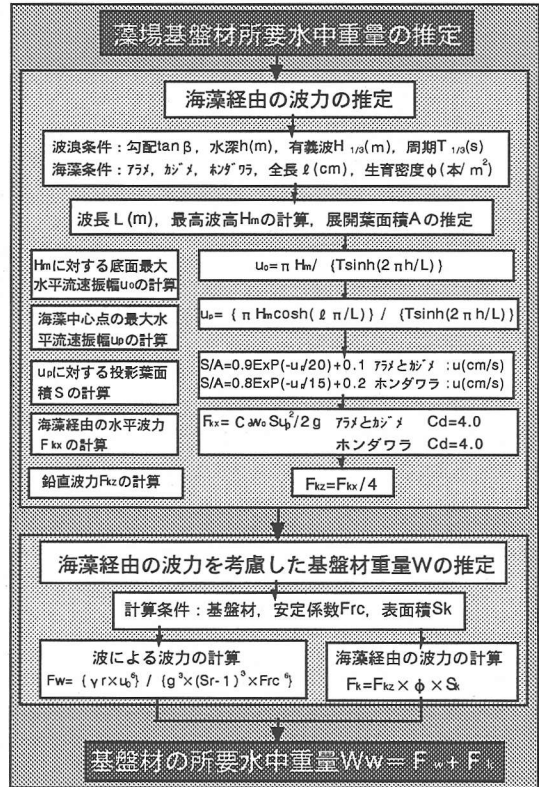 藻場基盤材所要水中重量の推定
海藻経由の波力の推定
波浪条件：勾配tanβ，水深h(m)，有義波H 1/3(m)，周期T 1/3(s)
海藻条件：ｱﾗﾒ，ｶｼﾞﾒ，ﾎﾝﾀﾞﾜﾗ，全長ℓ(cm)，生育密度φ(本/m²)
波長L(m)，最高波高Hmの計算，展開葉面積Aの推定
Hmに対する底面最大
水平流速振幅uoの計算
uo=πHm/ {Tsinh(2πh/L)}
海藻中心点の最大水
平流速振幅upの計算
up={πHmcosh(ℓπ/L)} / {Tsinh(2πh/L)}
upに対する投影葉面
積Sの計算
S/A=0.9ExP(-u/20)+0.1 ｱﾗﾒとｶｼﾞﾒ :u(cm/s)
S/A=0.8ExP(-u/15)+0.2 ホンダワラ :u(cm/s)
海藻経由の水平波力
Fkxの計算
Fkx= Cdwo Sup²/2g ｱﾗﾒとｶｼﾞﾒ Cd=4.0
ホンダワラ Cd=4.0
鉛直波力Fkzの計算
Fkz=Fkx/4
海藻経由の波力を考慮した基盤材重量Wの推定
計算条件：基盤材，安定係数Frc，表面積Sk
波による波力の計算
Fw= {γr×uo⁶} / {g³×(Sr-1)³×Frc⁶}
海藻経由の波力の計算
Fk=Fkz×φ×Sk
基盤材の所要水中重量Ww＝Fw+Fk